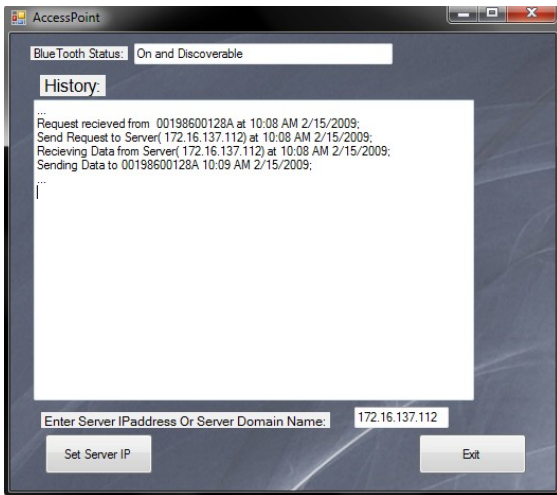 AccessPoint
BlueTooth Status: On and Discoverable
History:
...
Request recieved from 00198600128A at 10:08 AM 2/15/2009;
Send Request to Server( 172.16.137.112) at 10:08 AM 2/15/2009;
Recieving Data from Server( 172.16.137.112) at 10:08 AM 2/15/2009;
Sending Data to 00198600128A 10:09 AM 2/15/2009;
...
Enter Server IPaddress Or Server Domain Name: 172.16.137.112
Set Server IP Exit